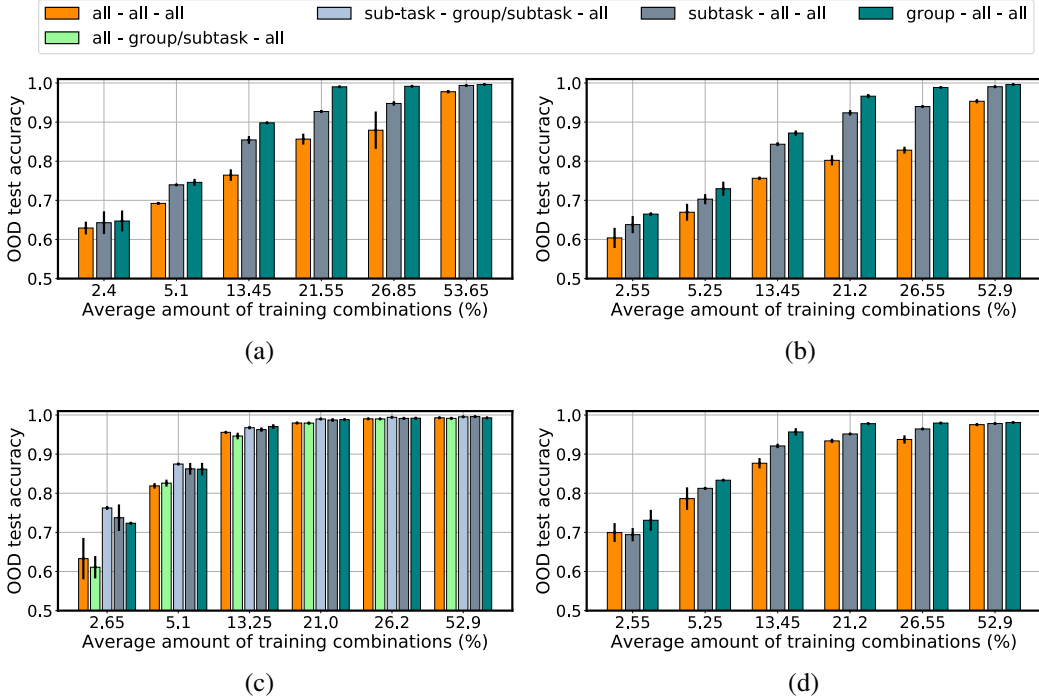 all - all - all
sub-task - group/subtask - all
subtask - all - all
group - all - all
all - group/subtask - all
OOD test accuracy
1.0
0.9
0.8
0.7
0.6
0.5
2.4 5.1 13.45 21.55 26.85 53.65
Average amount of training combinations (%)
(a)
OOD test accuracy
1.0
0.9
0.8
0.7
0.6
0.5
2.55 5.25 13.45 21.2 26.55 52.9
Average amount of training combinations (%)
(b)
OOD test accuracy
1.0
0.9
0.8
0.7
0.6
0.5
2.65 5.1 13.25 21.0 26.2 52.9
Average amount of training combinations (%)
(c)
OOD test accuracy
1.0
0.9
0.8
0.7
0.6
0.5
2.55 5.25 13.45 21.2 26.55 52.9
Average amount of training combinations (%)
(d)